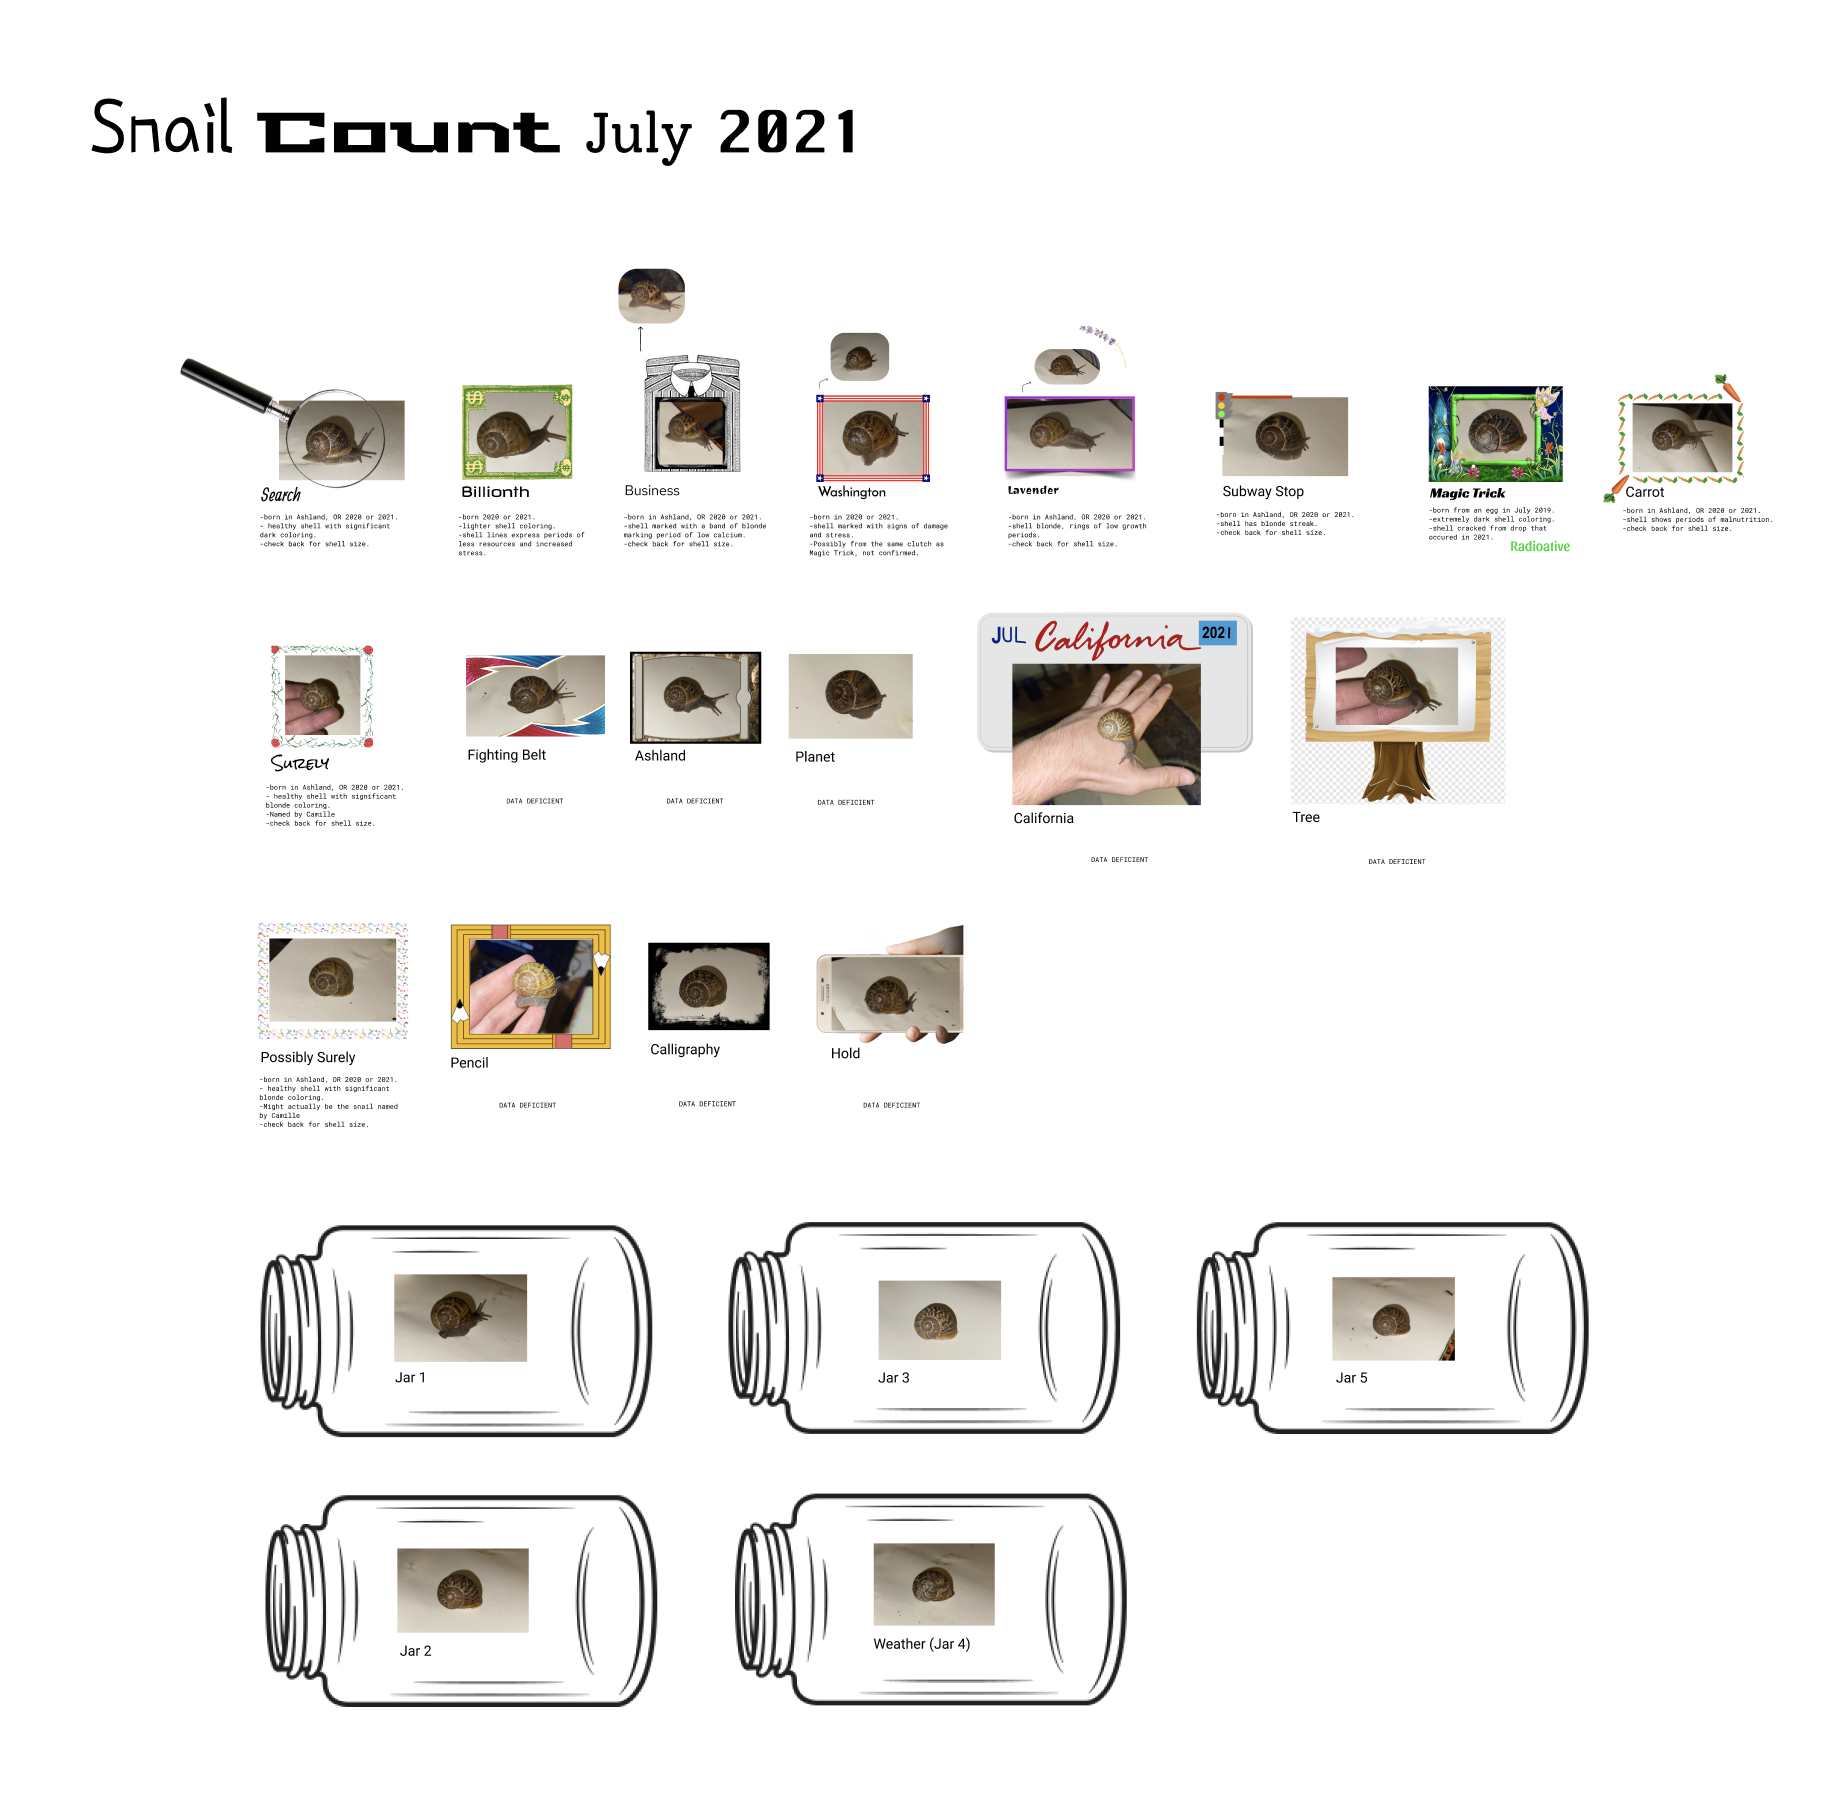 Snail Count July 2021
Search
-born in Ashland, OR 2020 or 2021.
- healthy shell with significant
dark coloring.
-check back for shell size.
Billionth
-born 2020 or 2021.
-lighter shell coloring.
-shell lines express periods of
less resources and increased
stress.
Business
-born in Ashland, OR 2020 or 2021.
-shell marked with a band of blonde
marking period of low calcium.
-check back for shell size.
Washington
-born in 2020 or 2021.
-shell marked with signs of damage
and stress.
-Possibly from the same clutch as
Magic Trick, not confirmed.
Lavender
-born in Ashland, OR 2020 or 2021.
-shell blonde, rings of low growth
periods.
-check back for shell size.
Subway Stop
-born in Ashland, OR 2020 or 2021.
-shell has blonde streak.
-check back for shell size.
Magic Trick
-born from an egg in July 2019.
-extremely dark shell coloring.
-shell cracked from drop that
occured in 2021.
Radioative
Carrot
-born in Ashland, OR 2020 or 2021.
-shell shows periods of malnutrition.
-check back for shell size.
Surely
-born in Ashland, OR 2020 or 2021.
- healthy shell with significant
blonde coloring.
-Named by Camille
-check back for shell size.
Fighting Belt
DATA DEFICIENT
Ashland
DATA DEFICIENT
Planet
DATA DEFICIENT
JUL California 2021
California
DATA DEFICIENT
Tree
DATA DEFICIENT
Possibly Surely
-born in Ashland, OR 2020 or 2021.
- healthy shell with significant
blonde coloring.
-Might actually be the snail named
by Camille
-check back for shell size.
Pencil
DATA DEFICIENT
Calligraphy
DATA DEFICIENT
Hold
DATA DEFICIENT
Jar 1
Jar 3
Jar 5
Jar 2
Weather (Jar 4)